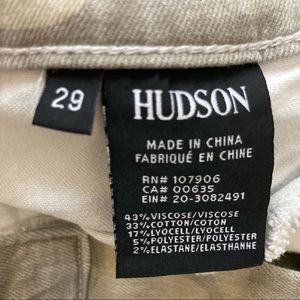 29
HUDSON
MADE IN CHINA
FABRIQUÉ EN CHINE
RN# 107906
CA# 00635
EIN# 20-3082491
43%VISCOSE/VISCOSE
33%COTTON/COTON
17%LYOCELL/LYOCELL
5%POLYESTER/POLYESTER
2%ELASTANE/ELASTHANNE